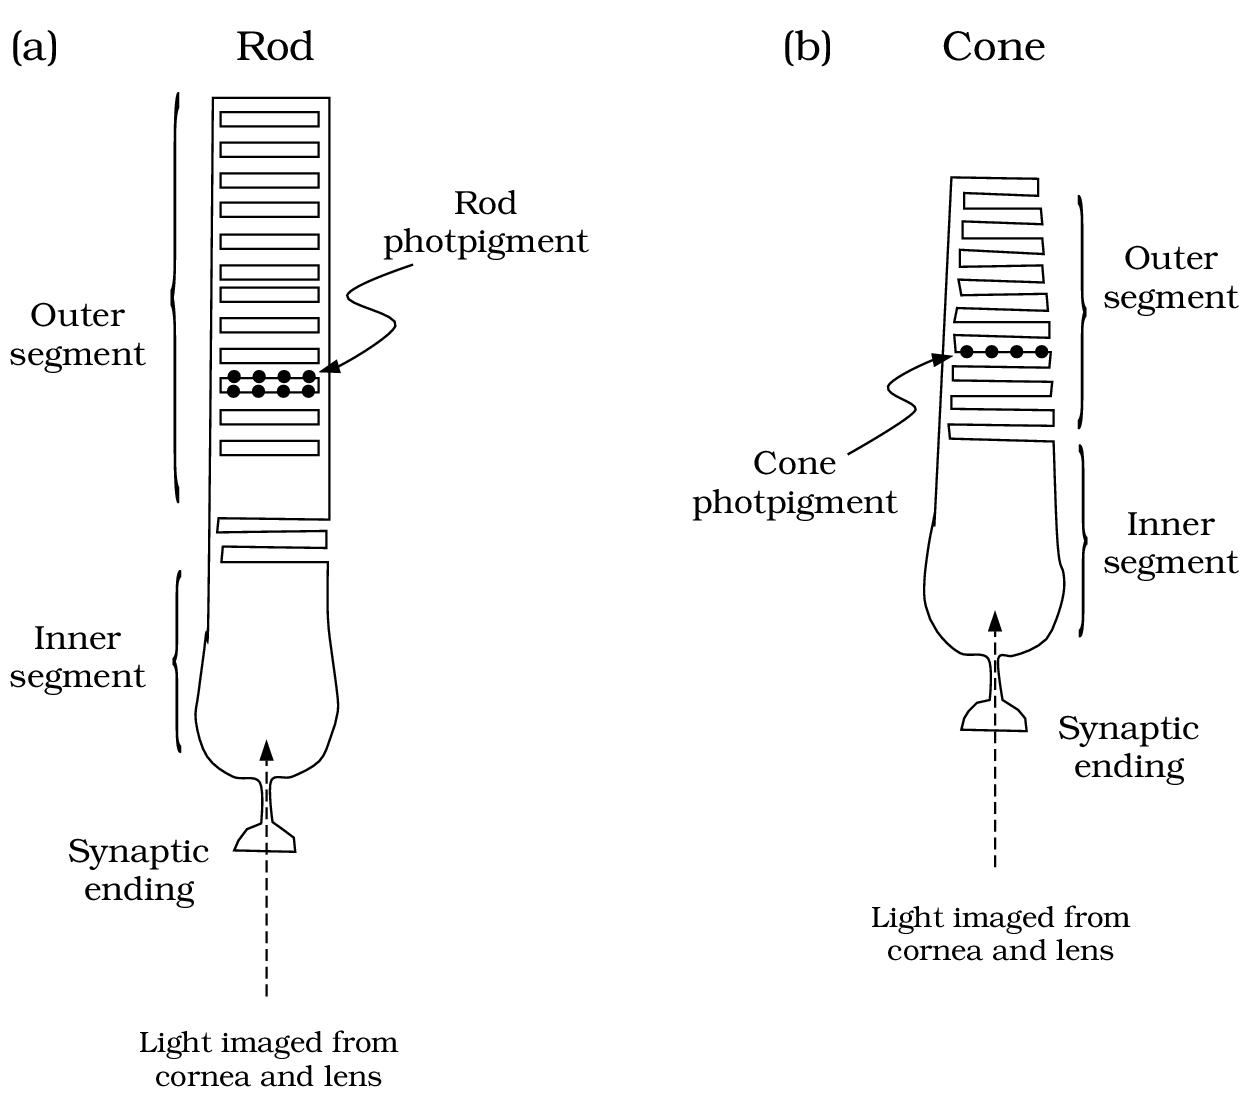 (a)
Rod
Rod
photpigment
Outer
segment
Inner
segment
Synaptic
ending
Light imaged from
cornea and lens
(b)
Cone
Outer
segment
Cone
photpigment
Inner
segment
Synaptic
ending
Light imaged from
cornea and lens